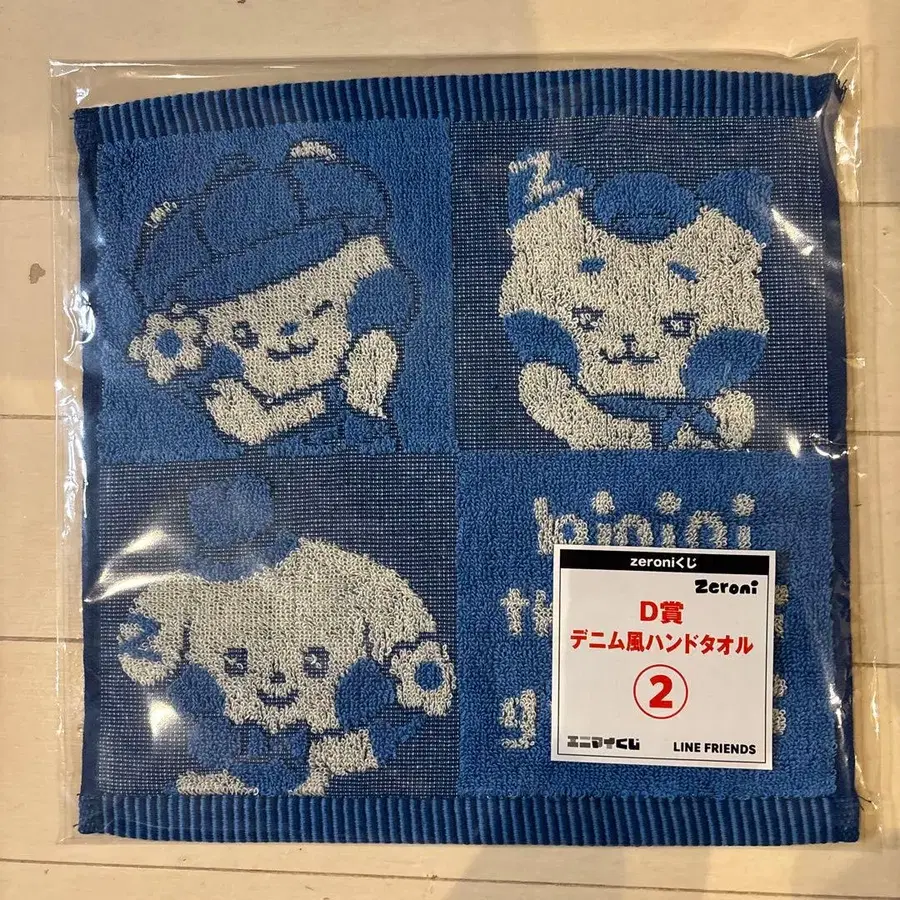 Z
Z
zeroniくじ
zeroni
D賞
デニム風ハンドタオル
2
エニマイくじ
LINE FRIENDS